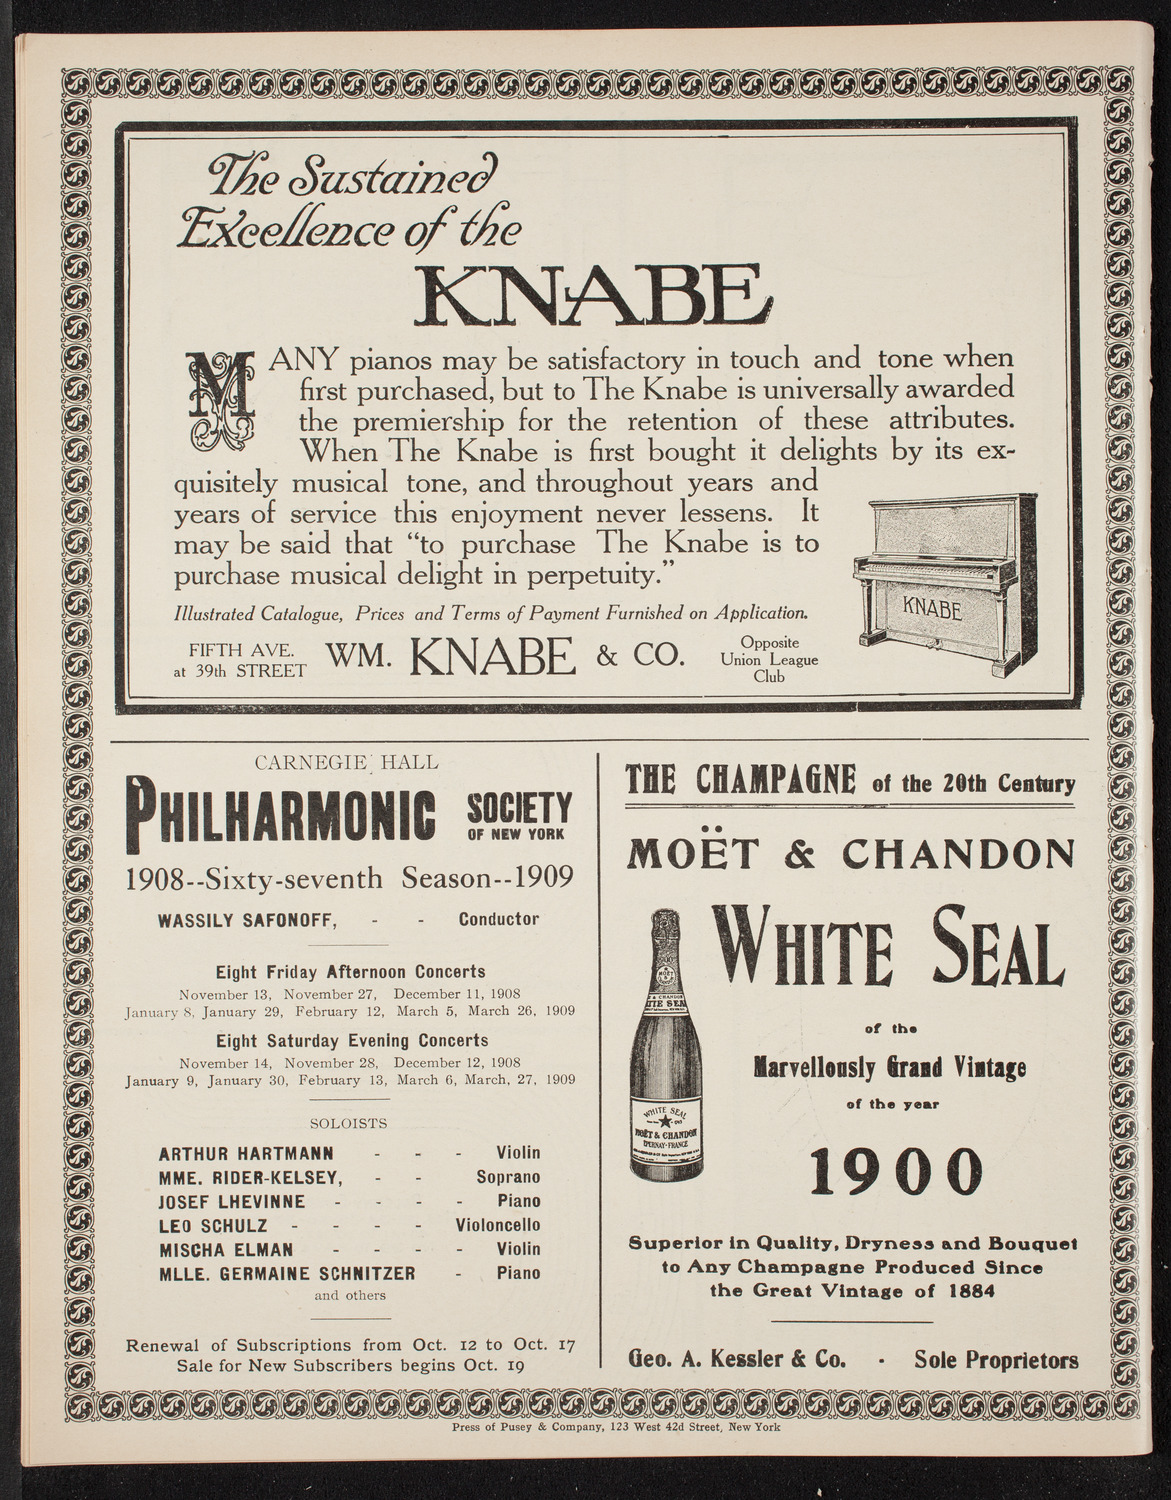 The Sustained
Excellence of the
KNABE
MANY pianos may be satisfactory in touch and tone when
first purchased, but to The Knabe is universally awarded
the premiership for the retention of these attributes.
When The Knabe is first bought it delights by its ex-
quisitely musical tone, and throughout years and
years of service this enjoyment never lessens. It
may be said that “to purchase The Knabe is to
purchase musical delight in perpetuity.”
KNABE
Illustrated Catalogue, Prices and Terms of Payment Furnished on Application.
FIFTH AVE.
at 39th STREET
WM. KNABE & CO.
Opposite
Union League
Club
CARNEGIE HALL
PHILHARMONIC SOCIETY
OF NEW YORK
1908--Sixty-seventh Season--1909
WASSILY SAFONOFF, - - Conductor
Eight Friday Afternoon Concerts
November 13, November 27, December 11, 1908
January 8, January 29, February 12, March 5, March 26, 1909
Eight Saturday Evening Concerts
November 14, November 28, December 12, 1908
January 9, January 30, February 13, March 6, March, 27, 1909
SOLOISTS
ARTHUR HARTMANN - - - Violin
MME. RIDER-KELSEY, - - Soprano
JOSEF LHEVINNE - - - - Piano
LEO SCHULZ - - - - Violoncello
MISCHA ELMAN - - - - Violin
MLLE. GERMAINE SCHNITZER - Piano
and others
Renewal of Subscriptions from Oct. 12 to Oct. 17
Sale for New Subscribers begins Oct. 19
THE CHAMPAGNE of the 20th Century
MOËT & CHANDON
WHITE SEAL
of the
Marvellously Grand Vintage
of the year
1900
WHITE SEAL
MOËT & CHANDON
EPERNAY-FRANCE
Superior in Quality, Dryness and Bouquet
to Any Champagne Produced Since
the Great Vintage of 1884
Geo. A. Kessler & Co. · Sole Proprietors
Press of Pusey & Company, 123 West 42d Street, New York